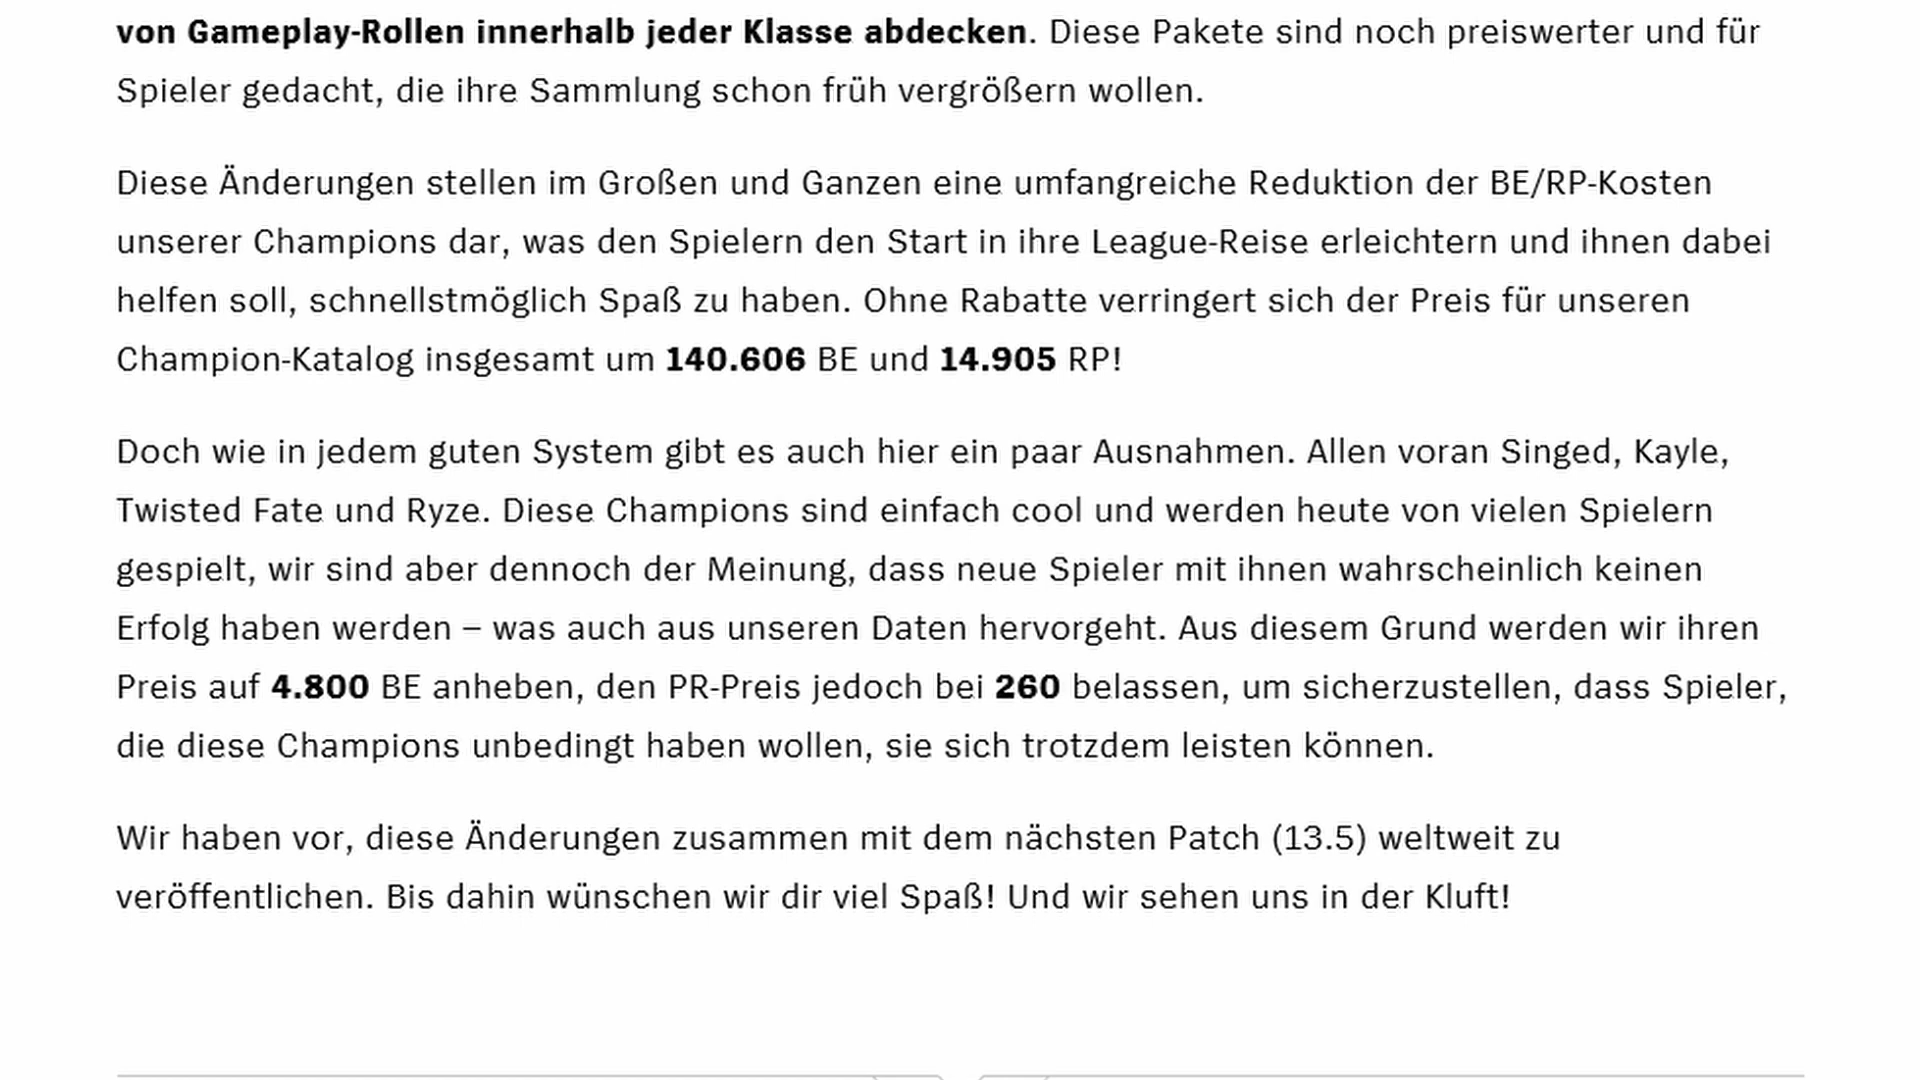 von Gameplay-Rollen innerhalb jeder Klasse abdecken. Diese Pakete sind noch preiswerter und für
Spieler gedacht, die ihre Sammlung schon früh vergrößern wollen.
Diese Änderungen stellen im Großen und Ganzen eine umfangreiche Reduktion der BE/RP-Kosten
unserer Champions dar, was den Spielern den Start in ihre League-Reise erleichtern und ihnen dabei
helfen soll, schnellstmöglich Spaß zu haben. Ohne Rabatte verringert sich der Preis für unseren
Champion-Katalog insgesamt um 140.606 BE und 14.905 RP!
Doch wie in jedem guten System gibt es auch hier ein paar Ausnahmen. Allen voran Singed, Kayle,
Twisted Fate und Ryze. Diese Champions sind einfach cool und werden heute von vielen Spielern
gespielt, wir sind aber dennoch der Meinung, dass neue Spieler mit ihnen wahrscheinlich keinen
Erfolg haben werden – was auch aus unseren Daten hervorgeht. Aus diesem Grund werden wir ihren
Preis auf 4.800 BE anheben, den PR-Preis jedoch bei 260 belassen, um sicherzustellen, dass Spieler,
die diese Champions unbedingt haben wollen, sie sich trotzdem leisten können.
Wir haben vor, diese Änderungen zusammen mit dem nächsten Patch (13.5) weltweit zu
veröffentlichen. Bis dahin wünschen wir dir viel Spaß! Und wir sehen uns in der Kluft!